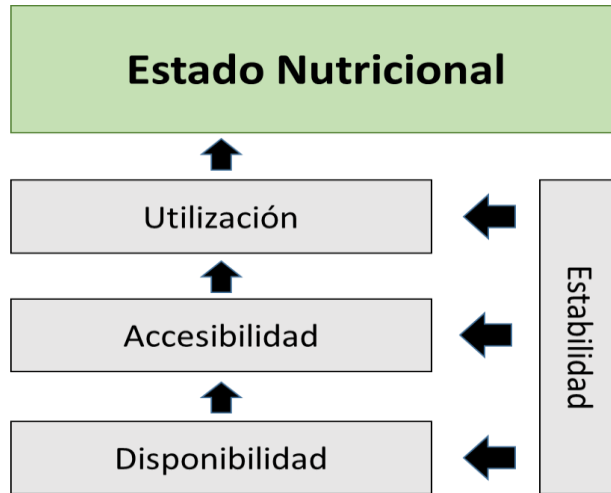 Estado Nutricional
Utilización
Accesibilidad
Disponibilidad
Estabilidad